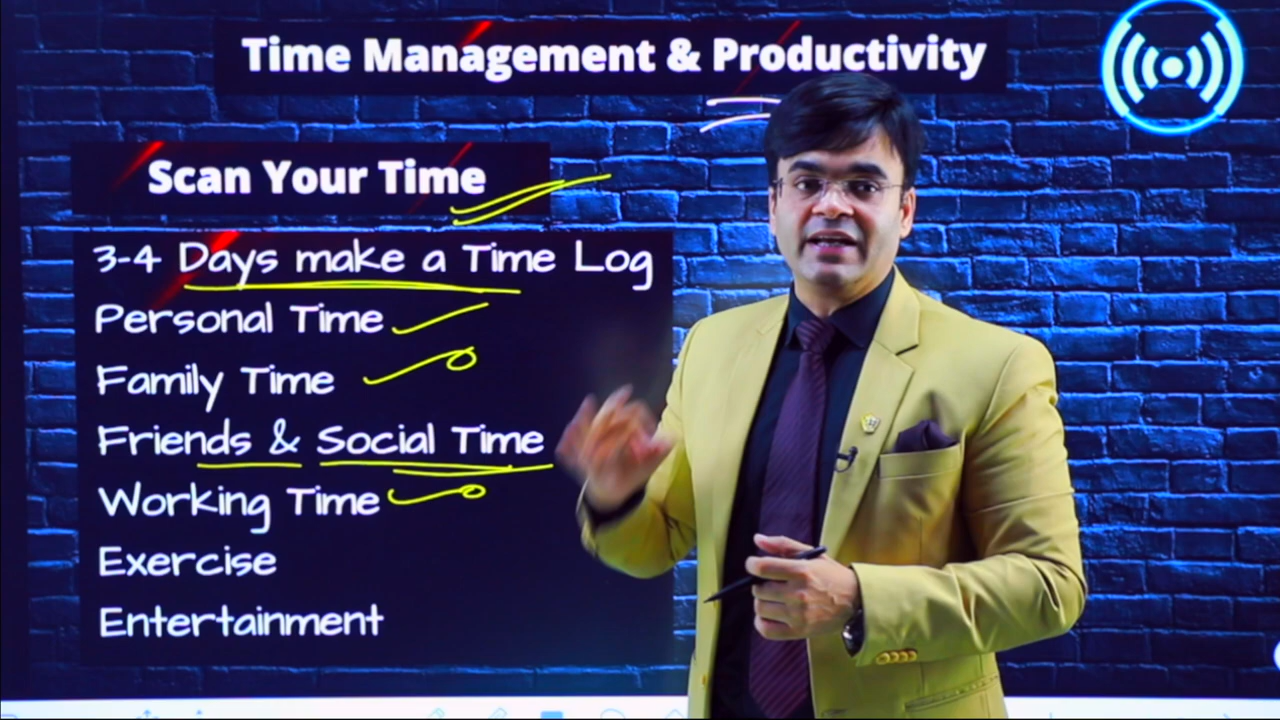 Time Management & Productivity
Scan Your Time
3-4 Days make a Time Log
Personal Time
Family Time
Friends & Social Time
Working Time
Exercise
Entertainment